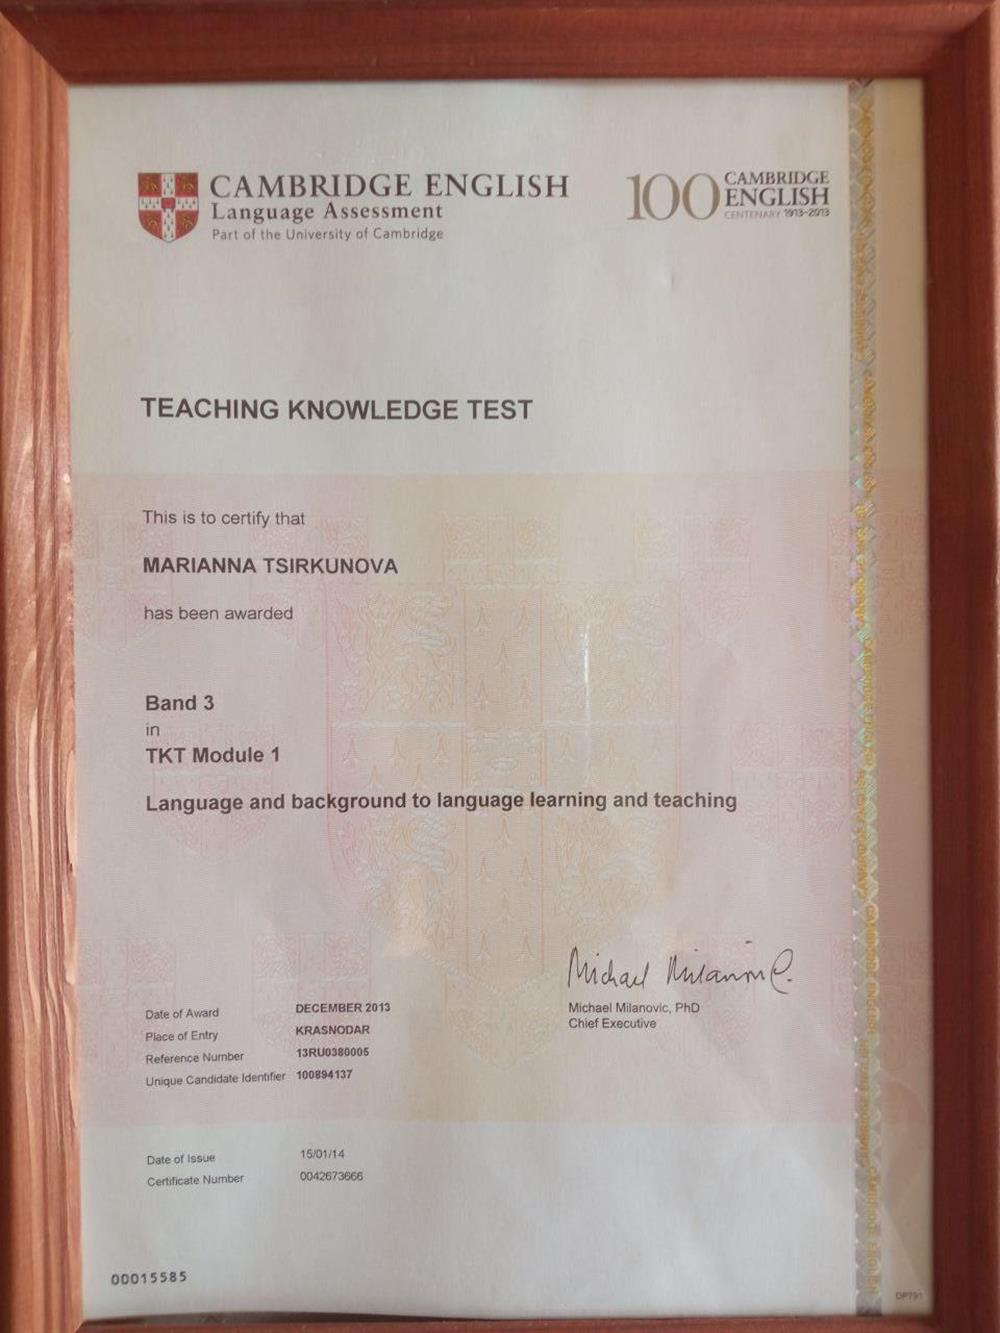 CAMBRIDGE ENGLISH
Language Assessment
Part of the University of Cambridge
100 CAMBRIDGE
ENGLISH
CENTENARY 1913–2013
TEACHING KNOWLEDGE TEST
This is to certify that
MARIANNA TSIRKUNOVA
has been awarded
Band 3
in
TKT Module 1
Language and background to language learning and teaching
Michael Milanovic
Michael Milanovic, PhD
Chief Executive
Date of Award DECEMBER 2013
Place of Entry KRASNODAR
Reference Number 13RU0380005
Unique Candidate Identifier 100894137
Date of Issue 15/01/14
Certificate Number 0042673666
00015585
DP791